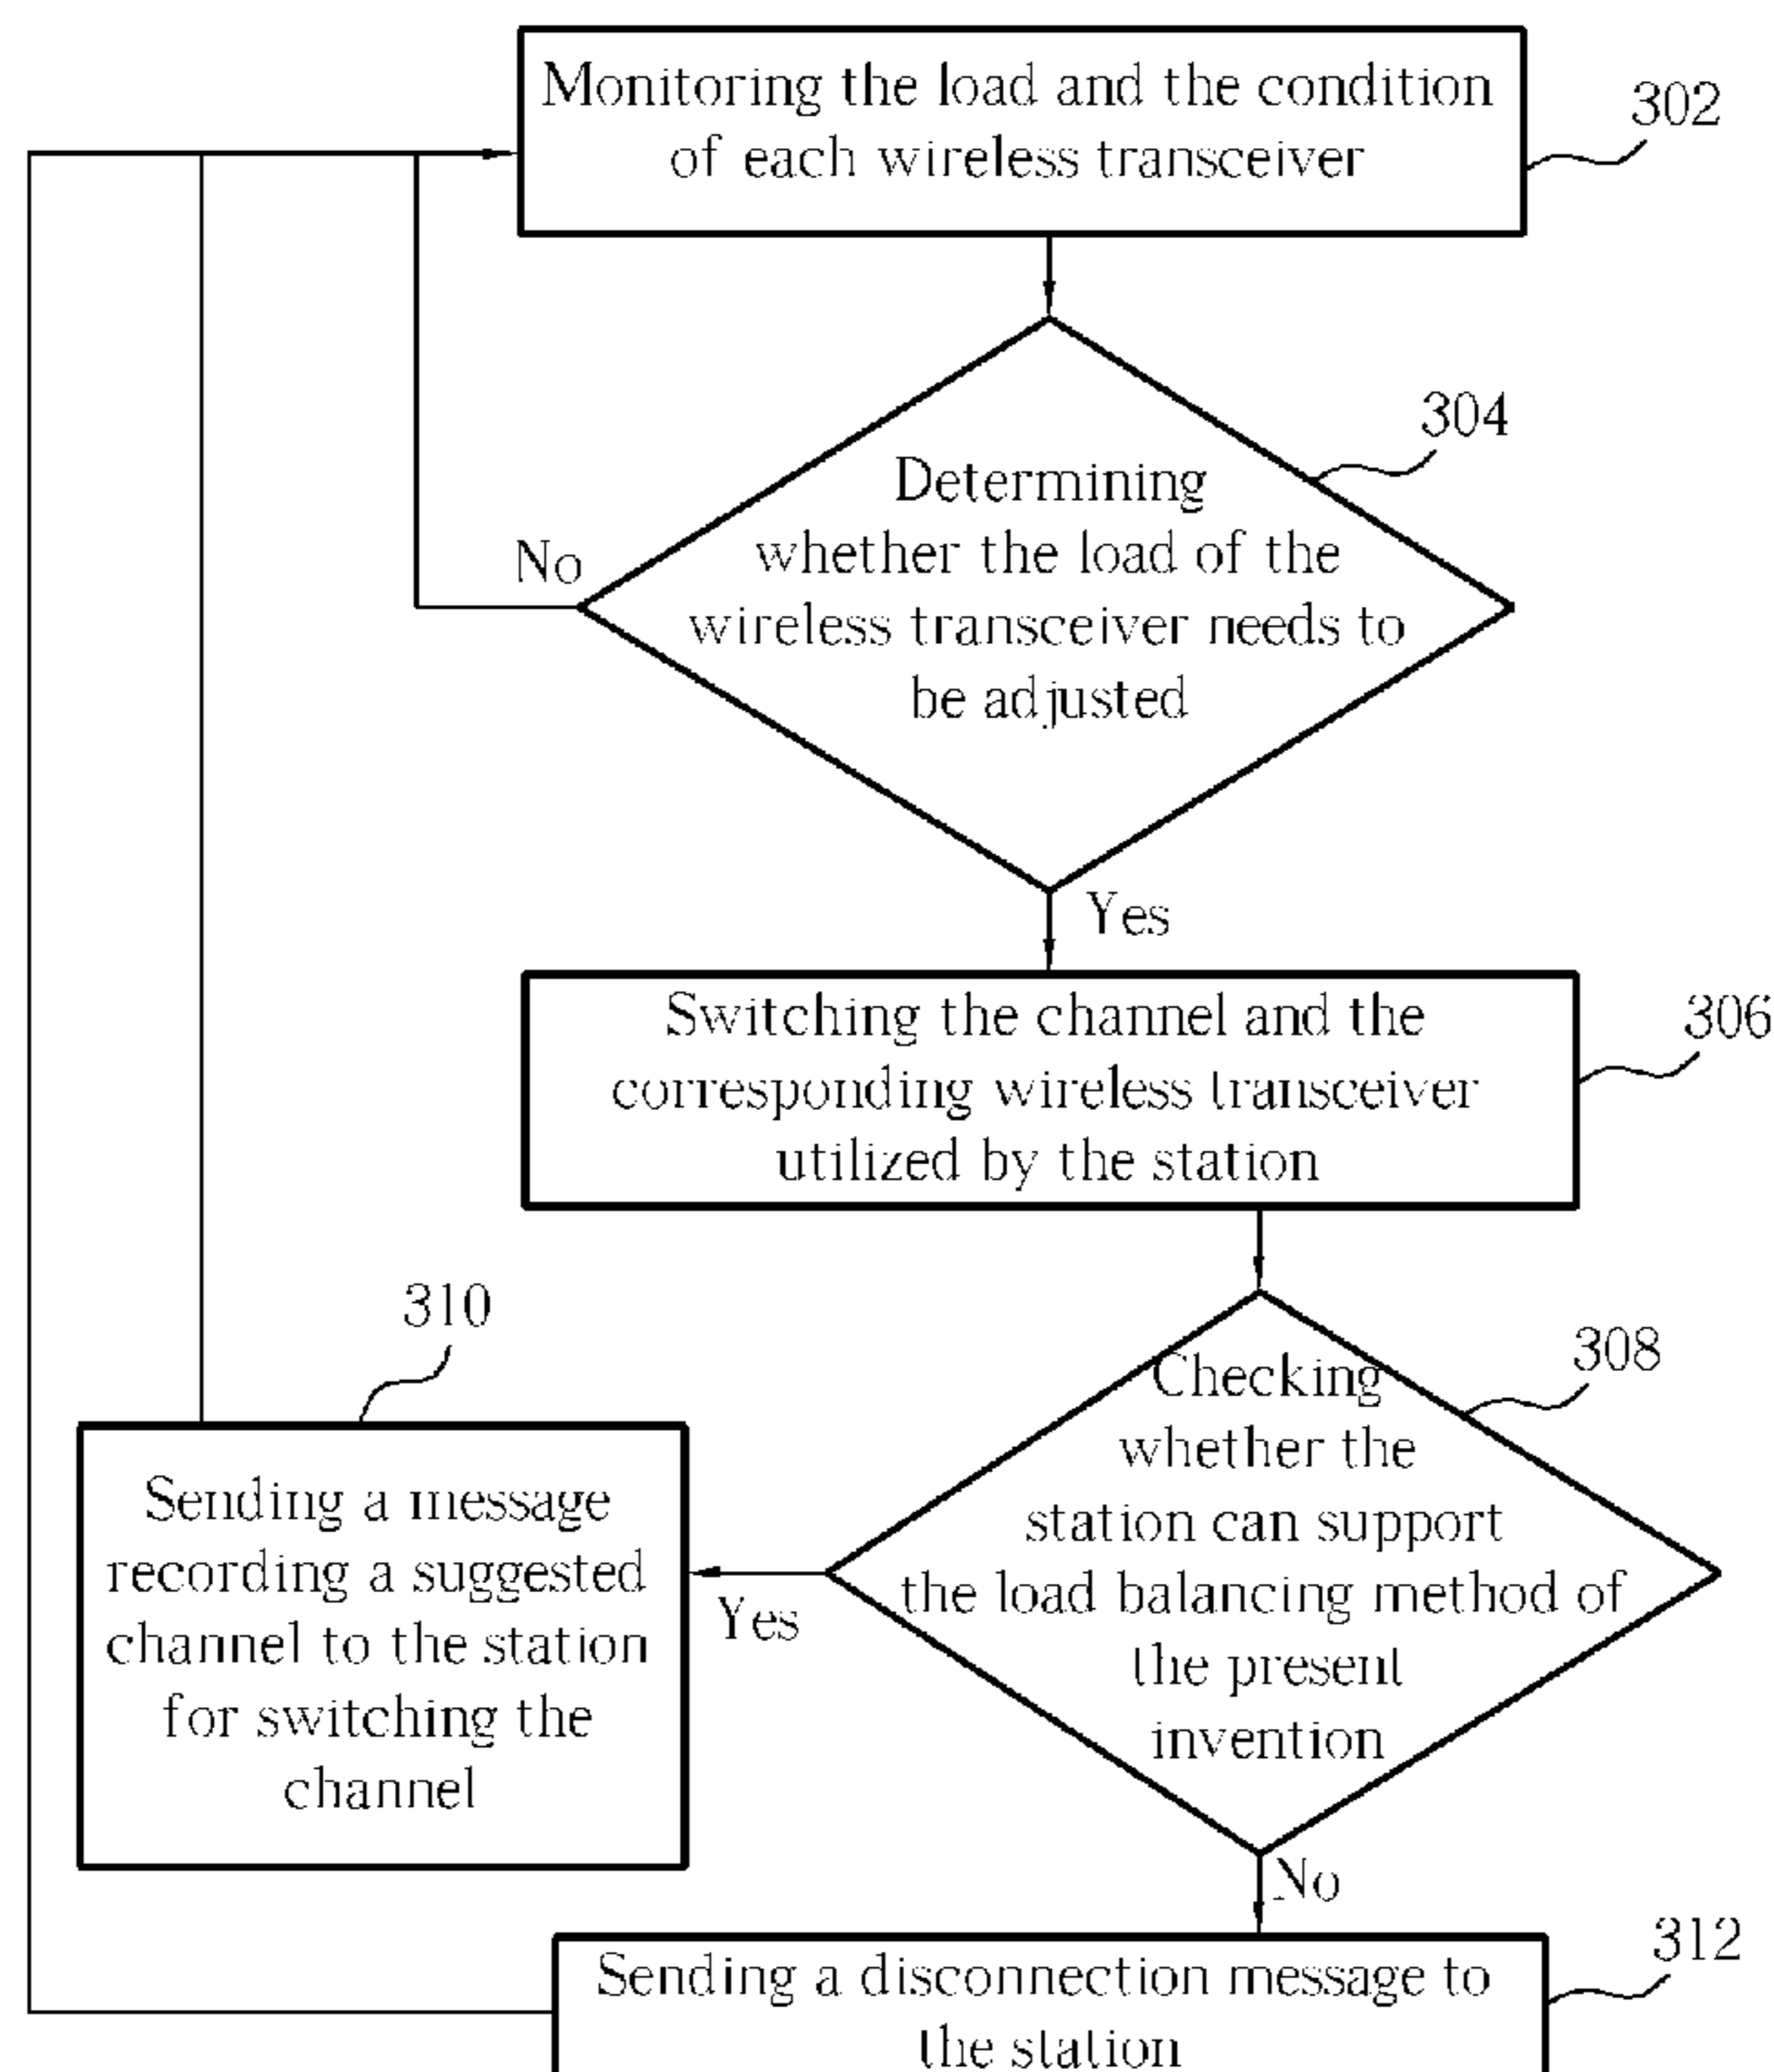 Monitoring the load and the condition
of each wireless transceiver
302
304
Determining
whether the load of the
wireless transceiver needs to
be adjusted
No
Yes
Switching the channel and the
corresponding wireless transceiver
utilized by the station
306
310
308
Checking
whether the
station can support
the load balancing method of
the present
invention
Yes
Sending a message
recording a suggested
channel to the station
for switching the
channel
No
312
Sending a disconnection message to
the station